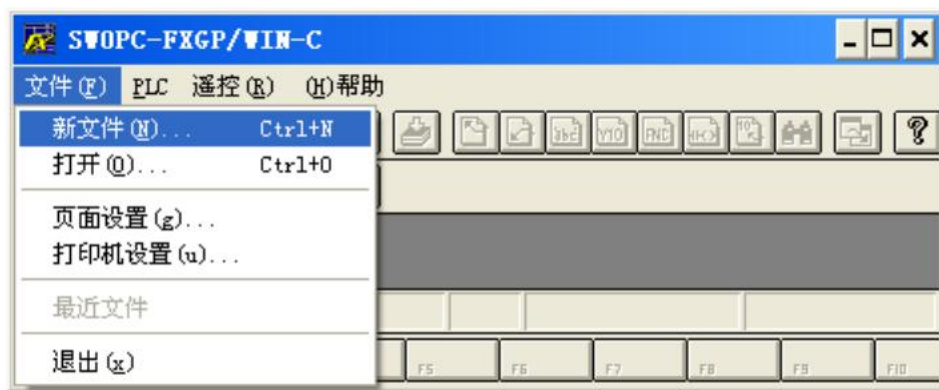 SWOPC-FXGP/WIN-C
文件(F) PLC 遥控(R) (H)帮助
新文件(N)... Ctrl+N
打开(O)... Ctrl+O
页面设置(g)...
打印机设置(u)...
最近文件
退出(x)
F5 F6 F7 F8 F9 F10